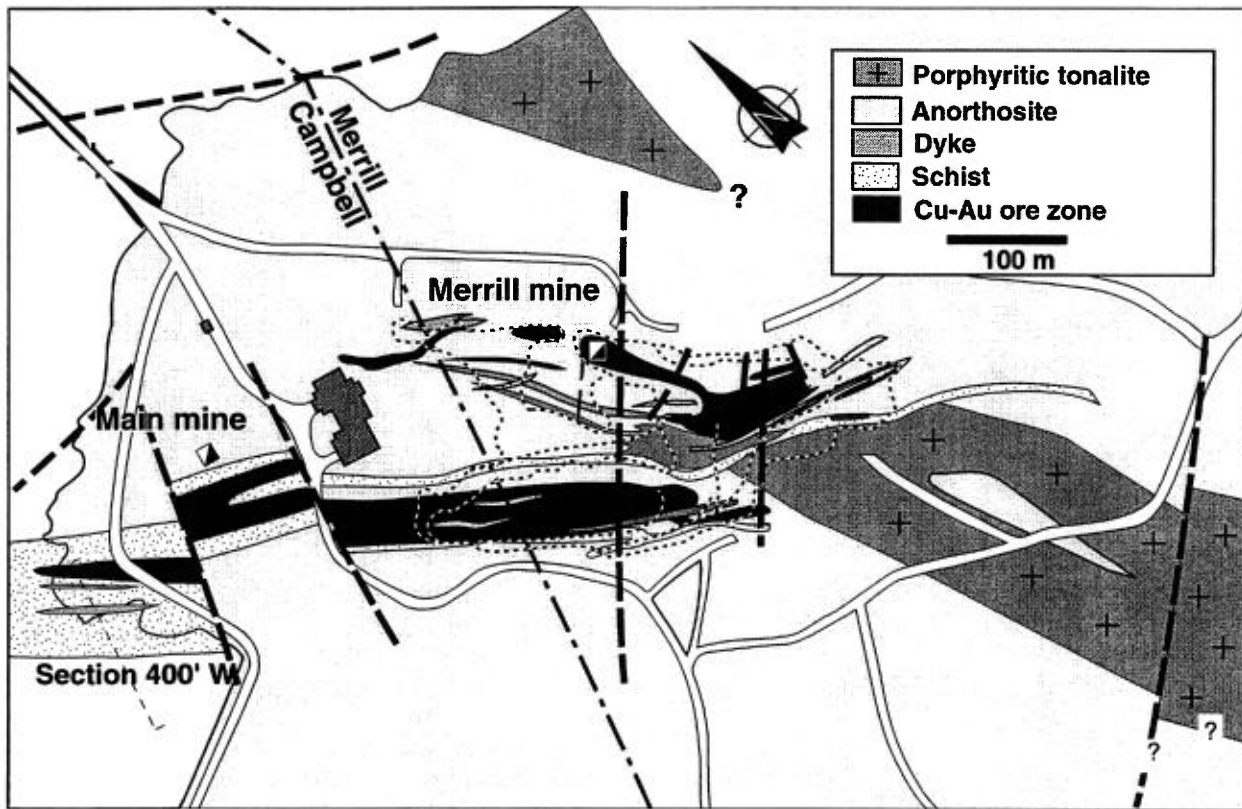 Merrill
Campbell
?
Porphyritic tonalite
Anorthosite
Dyke
Schist
Cu-Au ore zone
100 m
N
Merrill mine
Main mine
Section 400' W
?
?